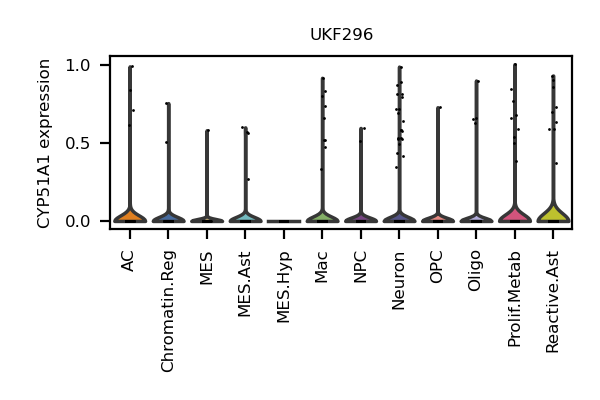 UKF296
CYP51A1 expression
1.0
0.5
0.0
AC
Chromatin.Reg
MES
MES.Ast
MES.Hyp
Mac
NPC
Neuron
OPC
Oligo
Prolif.Metab
Reactive.Ast